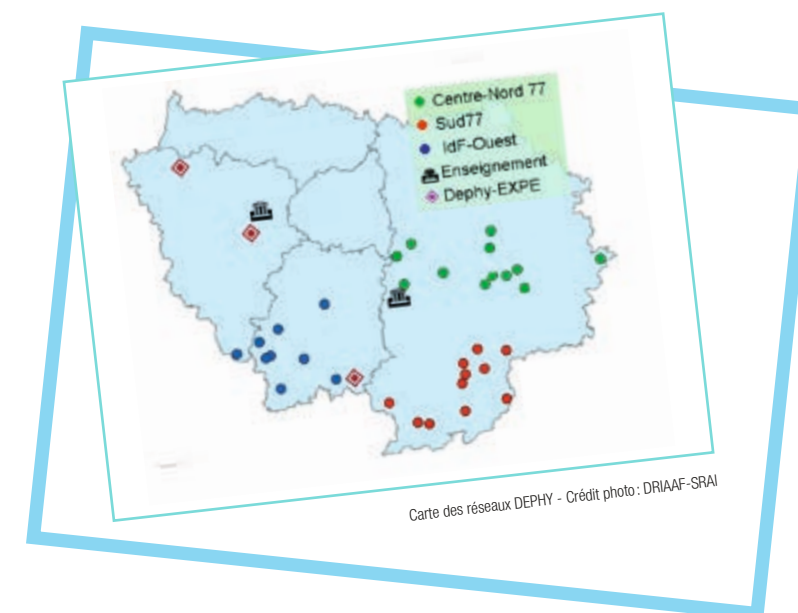 Centre-Nord 77
Sud77
IdF-Ouest
Enseignement
Dephy-EXPE
Carte des réseaux DEPHY - Crédit photo : DRIAAF-SRAI